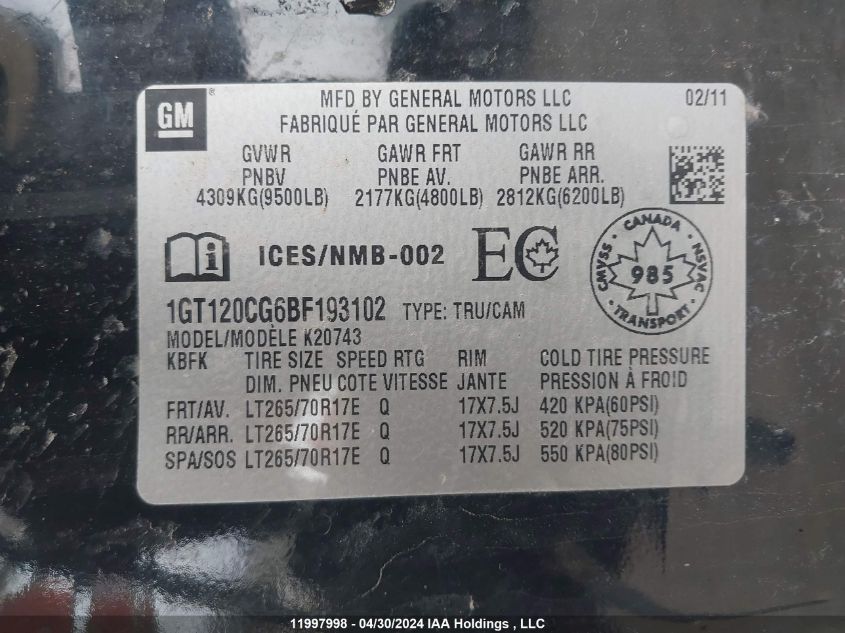 GM ®
MFD BY GENERAL MOTORS LLC 02/11
FABRIQUÉ PAR GENERAL MOTORS LLC
GVWR GAWR FRT GAWR RR
PNBV PNBE AV. PNBE ARR.
4309KG(9500LB) 2177KG(4800LB) 2812KG(6200LB)
i ICES/NMB-002 EC
CANADA
CMVSS 985 NSVAC
TRANSPORT
1GT120CG6BF193102 TYPE: TRU/CAM
MODEL/MODÈLE K20743
KBFK TIRE SIZE SPEED RTG RIM COLD TIRE PRESSURE
DIM. PNEU COTE VITESSE JANTE PRESSION À FROID
FRT/AV. LT265/70R17E Q 17X7.5J 420 KPA(60PSI)
RR/ARR. LT265/70R17E Q 17X7.5J 520 KPA(75PSI)
SPA/SOS LT265/70R17E Q 17X7.5J 550 KPA(80PSI)
11997998 - 04/30/2024 IAA Holdings , LLC